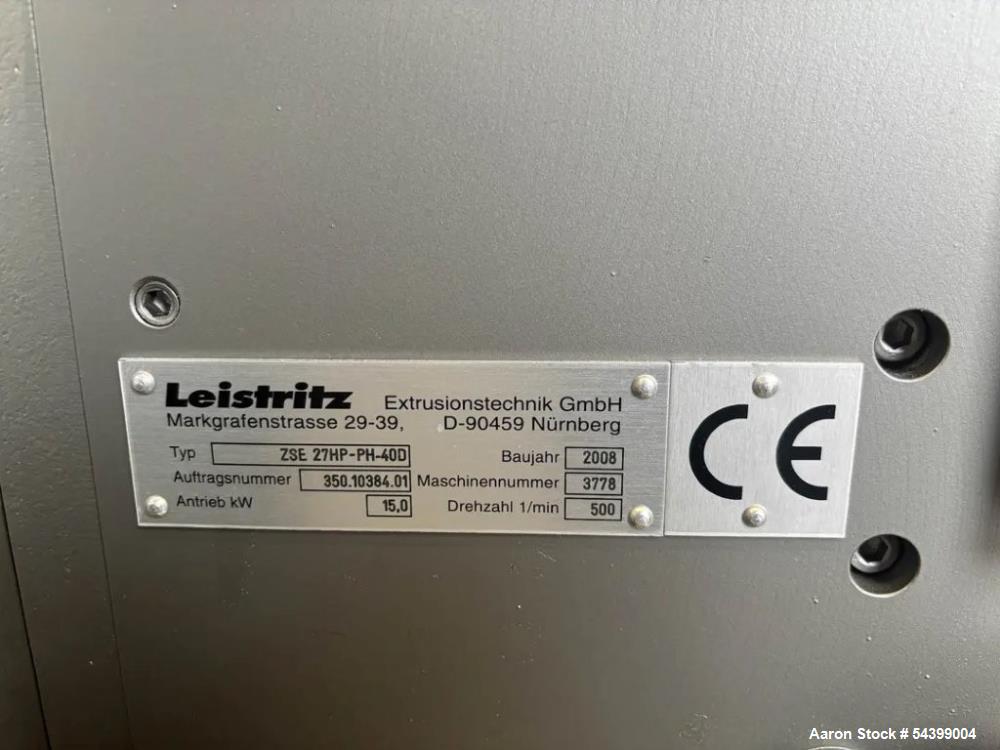 Leistritz Extrusionstechnik GmbH
Markgrafenstrasse 29-39, D-90459 Nürnberg
Typ ZSE 27HP-PH-40D Baujahr 2008
Auftragsnummer 350.10384.01 Maschinennummer 3778
Antrieb kW 15,0 Drehzahl 1/min 500
CE
Aaron Stock # 54399004